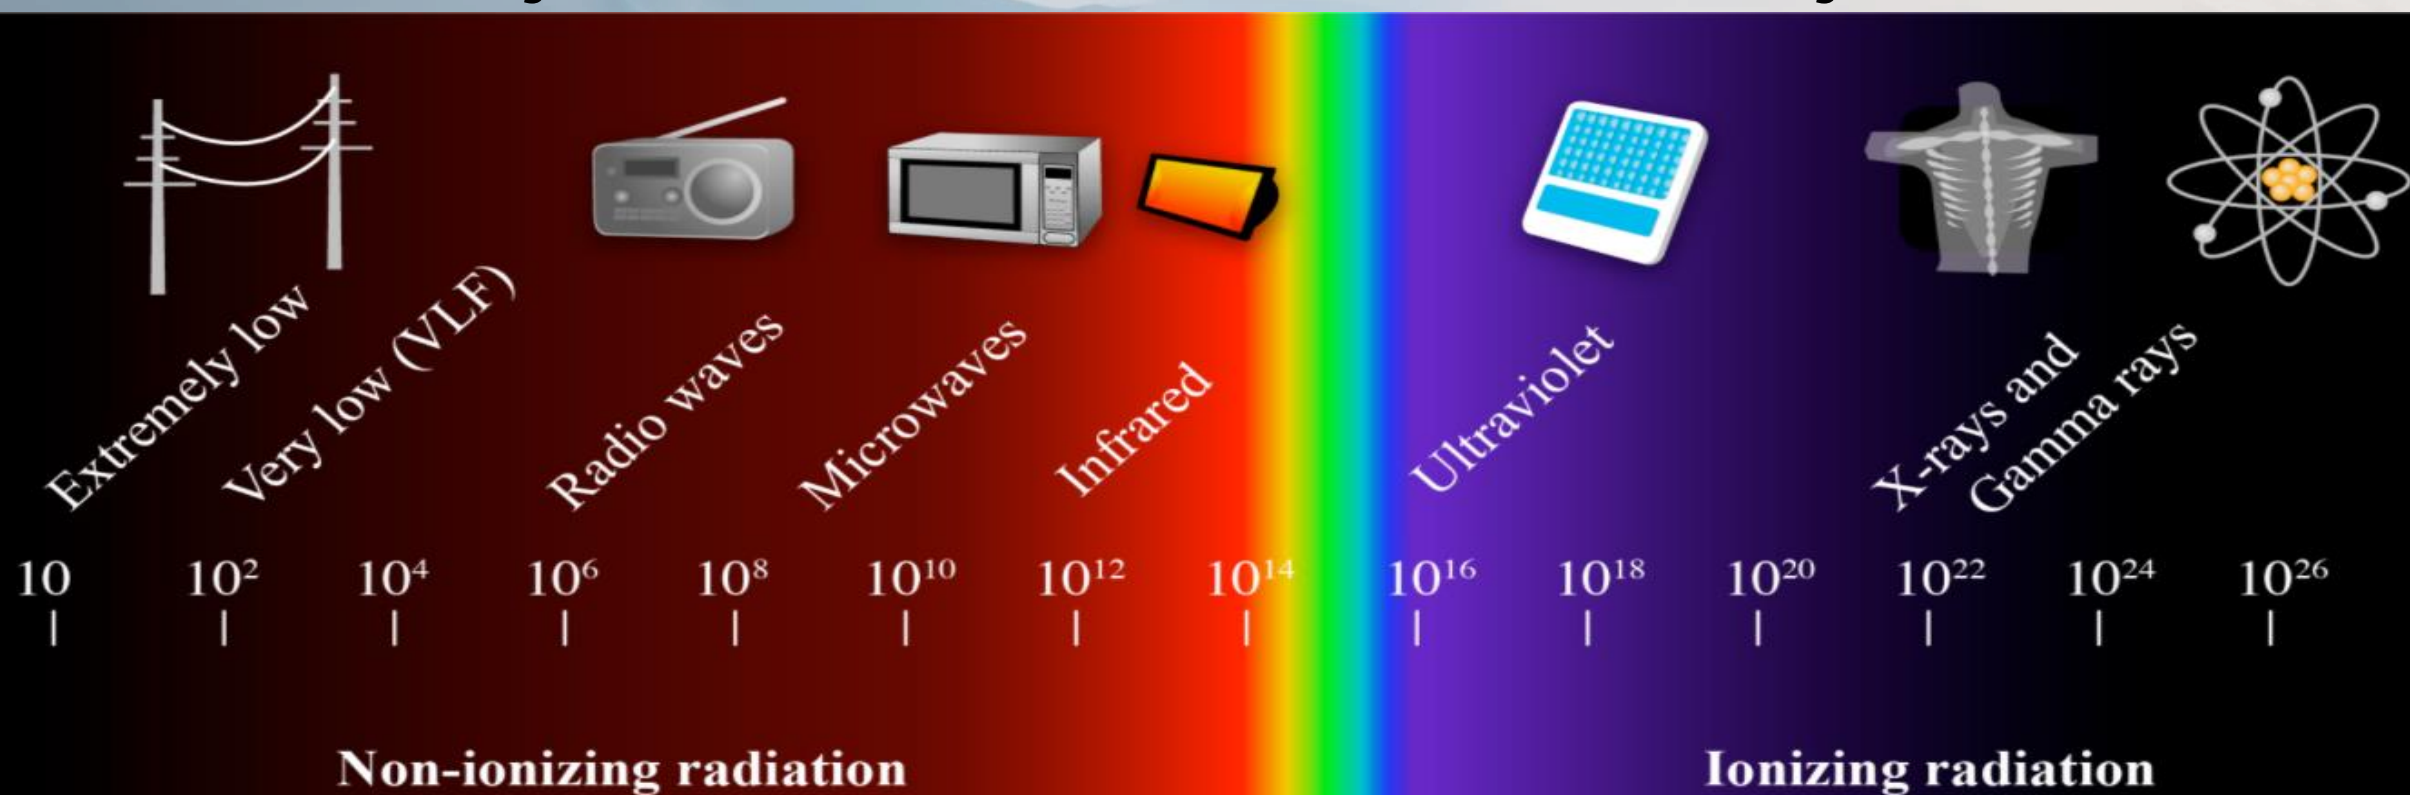 Extremely low
Very low (VLF)
Radio waves
Microwaves
Infrared
Ultraviolet
X-rays and
Gamma rays
10 10² 10⁴ 10⁶ 10⁸ 10¹⁰ 10¹² 10¹⁴ 10¹⁶ 10¹⁸ 10²⁰ 10²² 10²⁴ 10²⁶
Non-ionizing radiation
Ionizing radiation